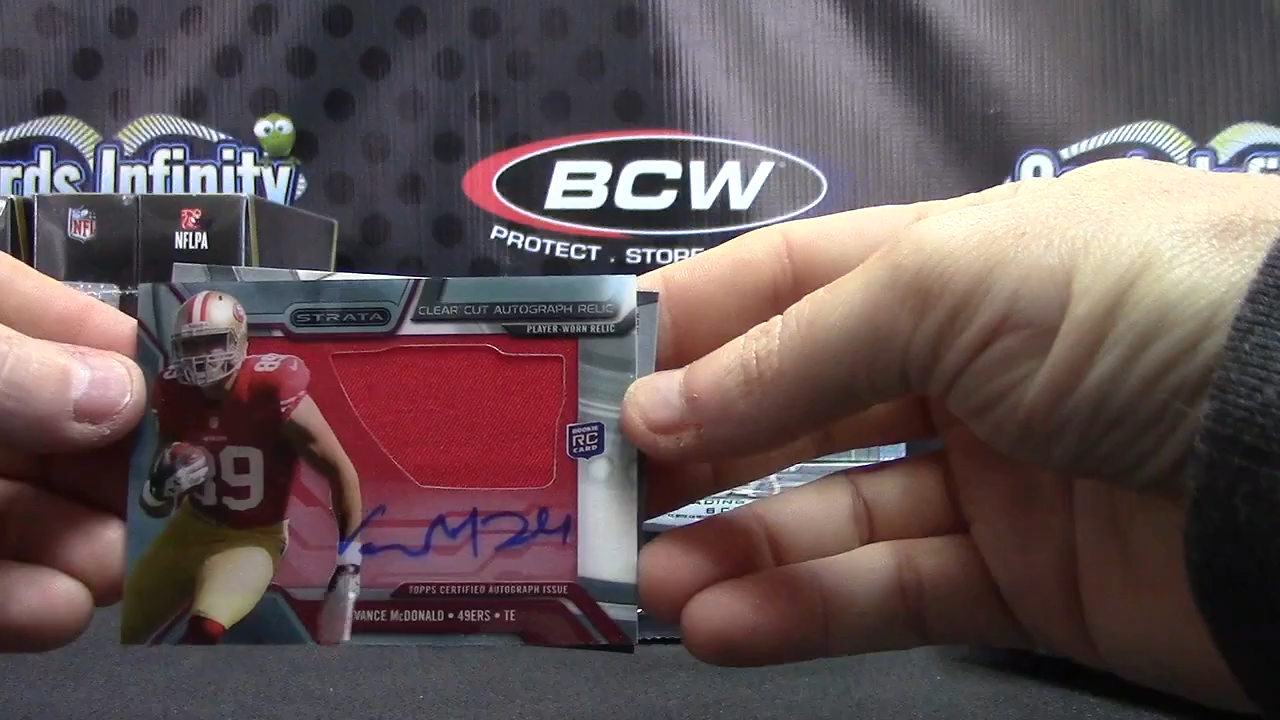 rds Infinity
NFL
NFLPA
BCW
PROTECT . STORE
STRATA
CLEAR CUT AUTOGRAPH RELIC
PLAYER-WORN RELIC
89
89
ROOKIE
RC
CARD
TOPPS CERTIFIED AUTOGRAPH ISSUE
VANCE McDONALD • 49ERS • TE